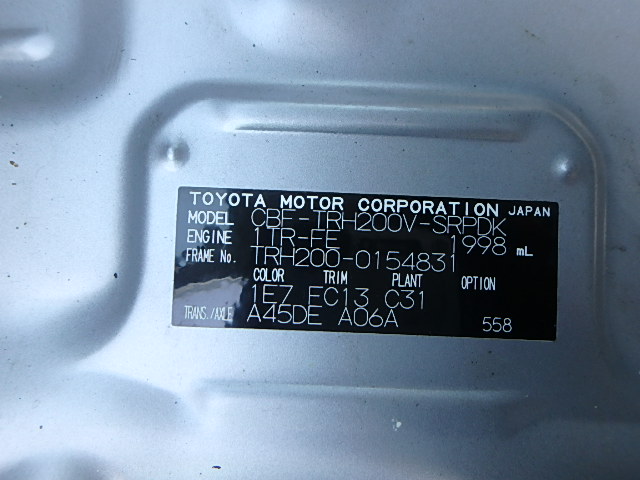 TOYOTA MOTOR CORPORATION JAPAN
MODEL CBF-TRH200V-SRPDK
ENGINE 1TR-FE 1998 mL
FRAME No. TRH200-0154831
COLOR TRIM PLANT OPTION
1E7 FC13 C31
TRANS./AXLE A45DE A06A 558